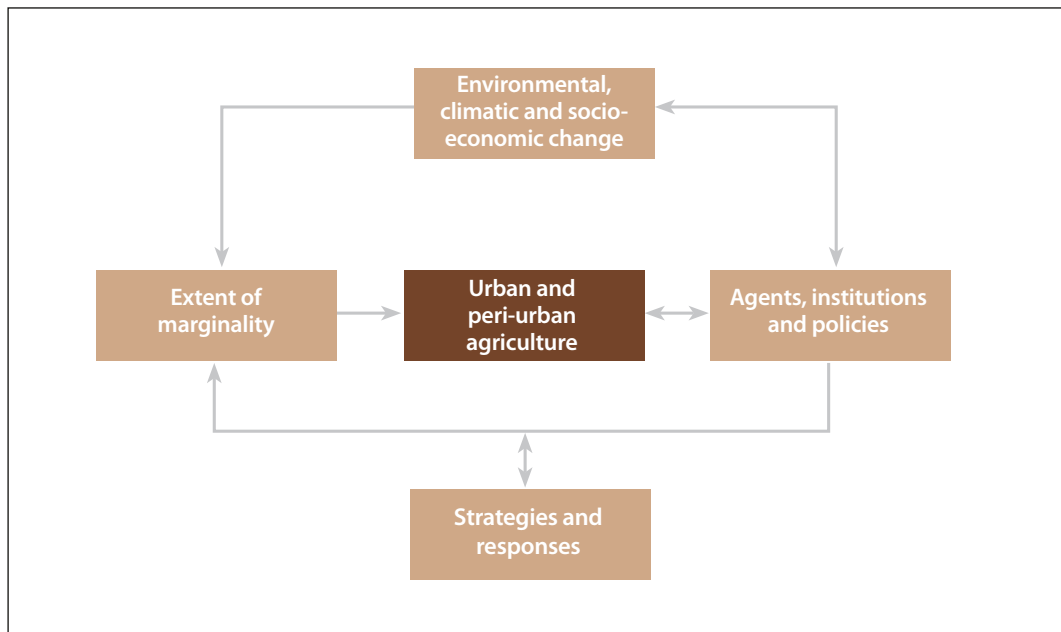 Environmental,
climatic and socio-
economic change
Extent of
marginality
Urban and
peri-urban
agriculture
Agents, institutions
and policies
Strategies and
responses